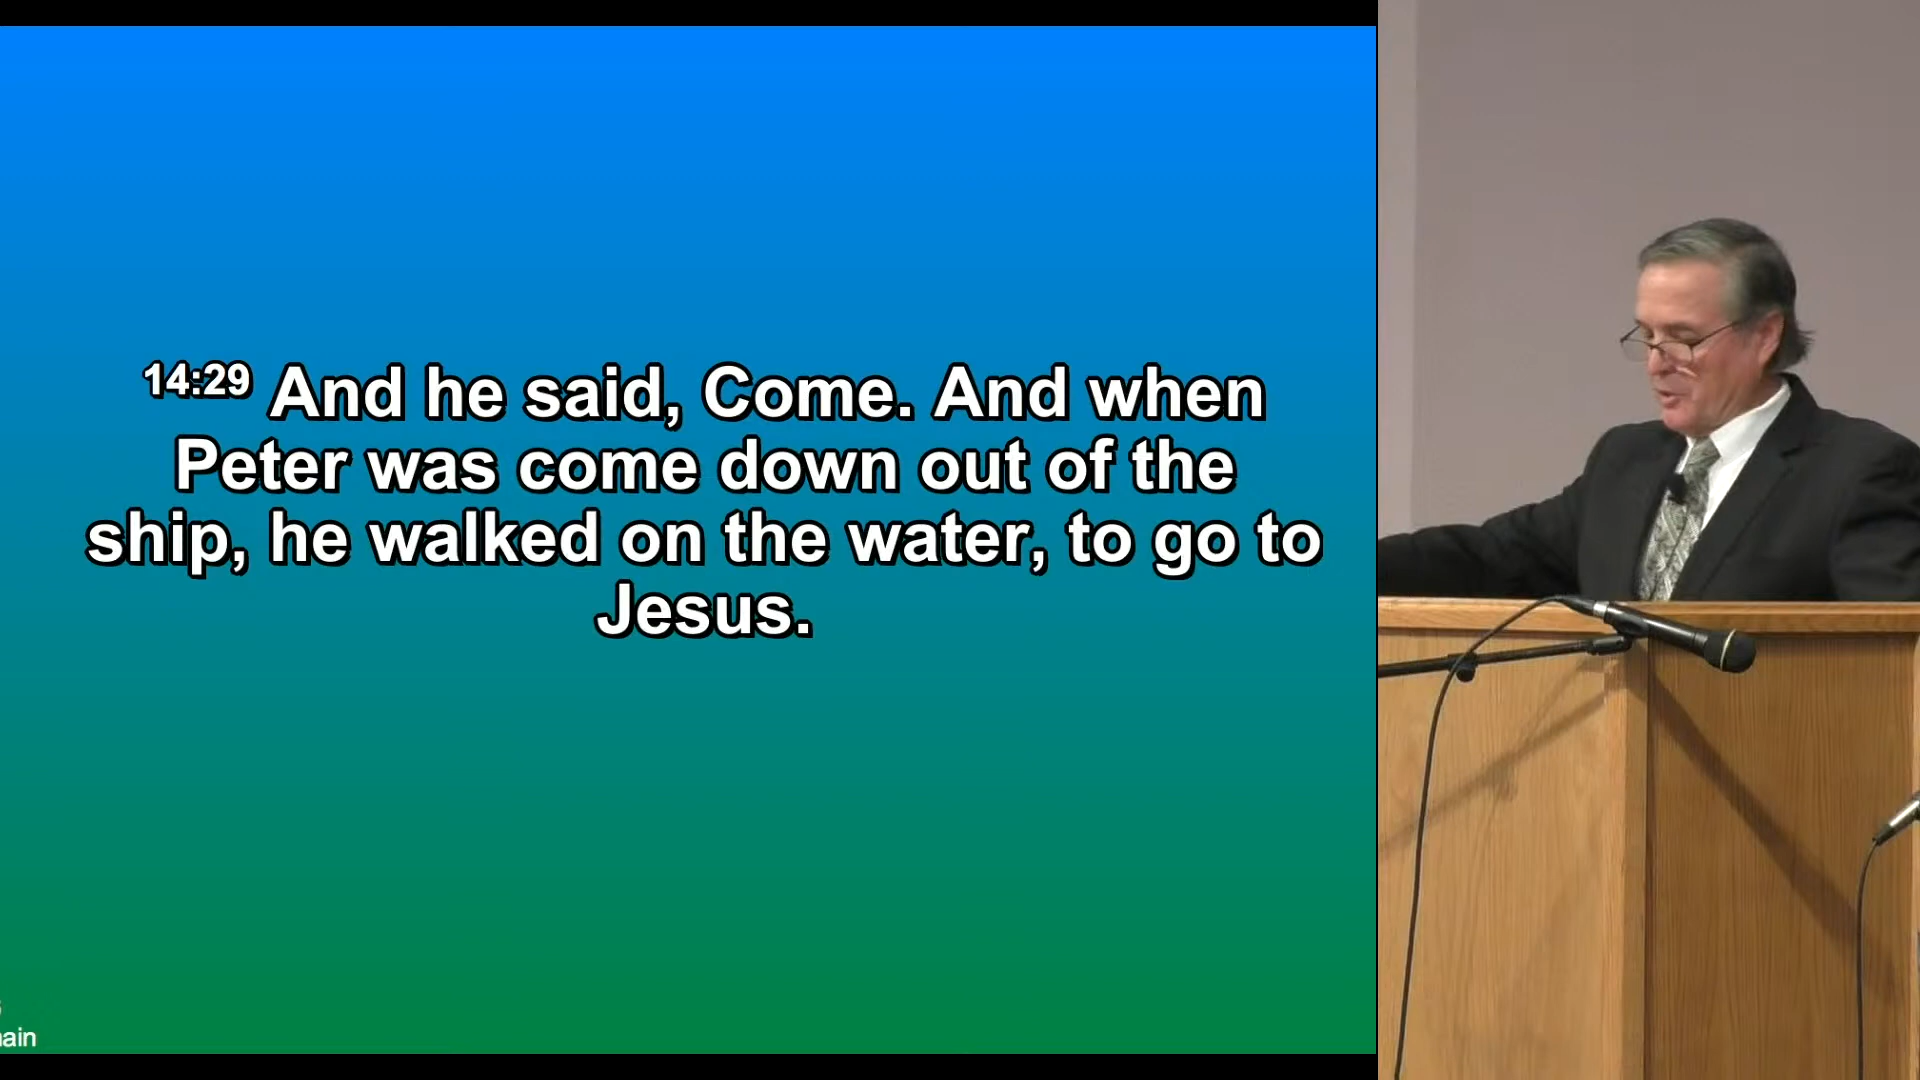 14:29 And he said, Come. And when
Peter was come down out of the
ship, he walked on the water, to go to
Jesus.